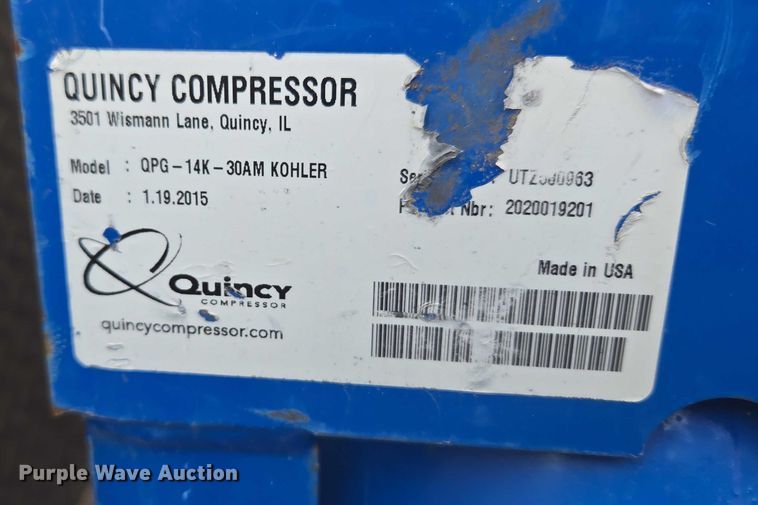 QUINCY COMPRESSOR
3501 Wismann Lane, Quincy, IL
Model : QPG-14K-30AM KOHLER
Date : 1.19.2015
Nbr: 2020019201
Made in USA
Quincy
COMPRESSOR
quincycompressor.com
Purple Wave Auction